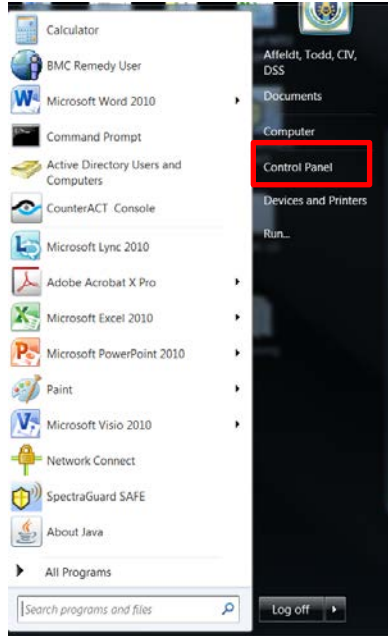 Calculator
BMC Remedy User
Microsoft Word 2010
Command Prompt
Active Directory Users and
Computers
CounterACT Console
Microsoft Lync 2010
Adobe Acrobat X Pro
Microsoft Excel 2010
Microsoft PowerPoint 2010
Paint
Microsoft Visio 2010
Network Connect
SpectraGuard SAFE
About Java
All Programs
Search programs and files
Affeldt, Todd, CIV,
DSS
Documents
Computer
Control Panel
Devices and Printers
Run...
Log off